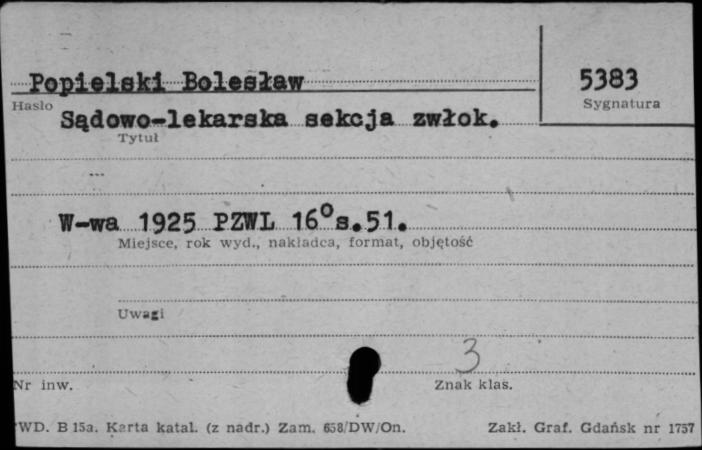 Popielski Bolesław
5383
Hasło
Sygnatura
Sądowo-lekarska sekcja zwłok.
Tytuł
W-wa 1925 PZWL 16°s.51.
Miejsce, rok wyd., nakładca, format, objętość
Uwagi
3
Nr inw.
Znak klas.
WD. B 15a. Karta katal. (z nadr.) Zam. 658/DW/On.
Zakł. Graf. Gdańsk nr 1757